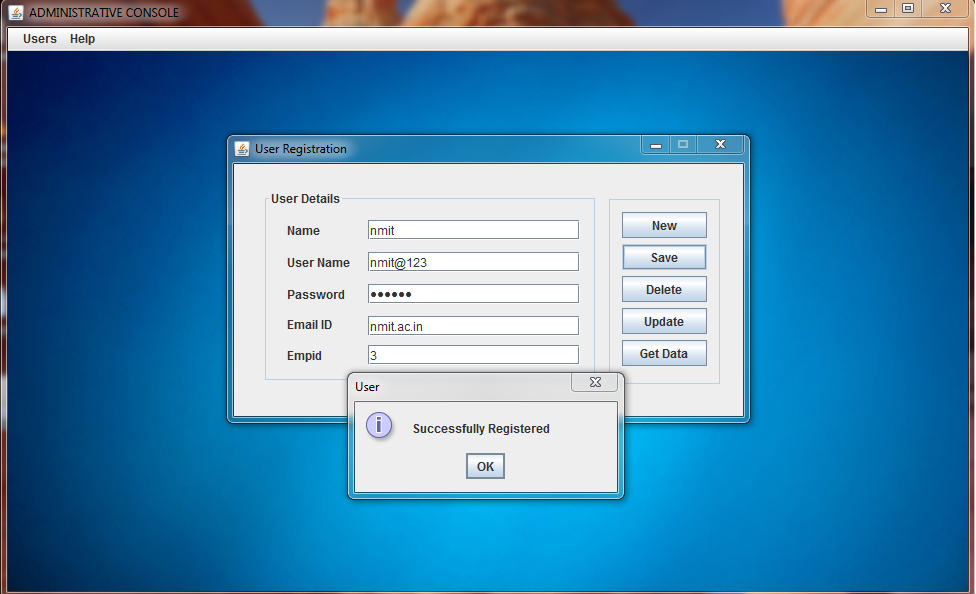 ADMINISTRATIVE CONSOLE
Users Help
User Registration
User Details
Name nmit
User Name nmit@123
Password ••••••
Email ID nmit.ac.in
Empid 3
New
Save
Delete
Update
Get Data
User
i
Successfully Registered
OK